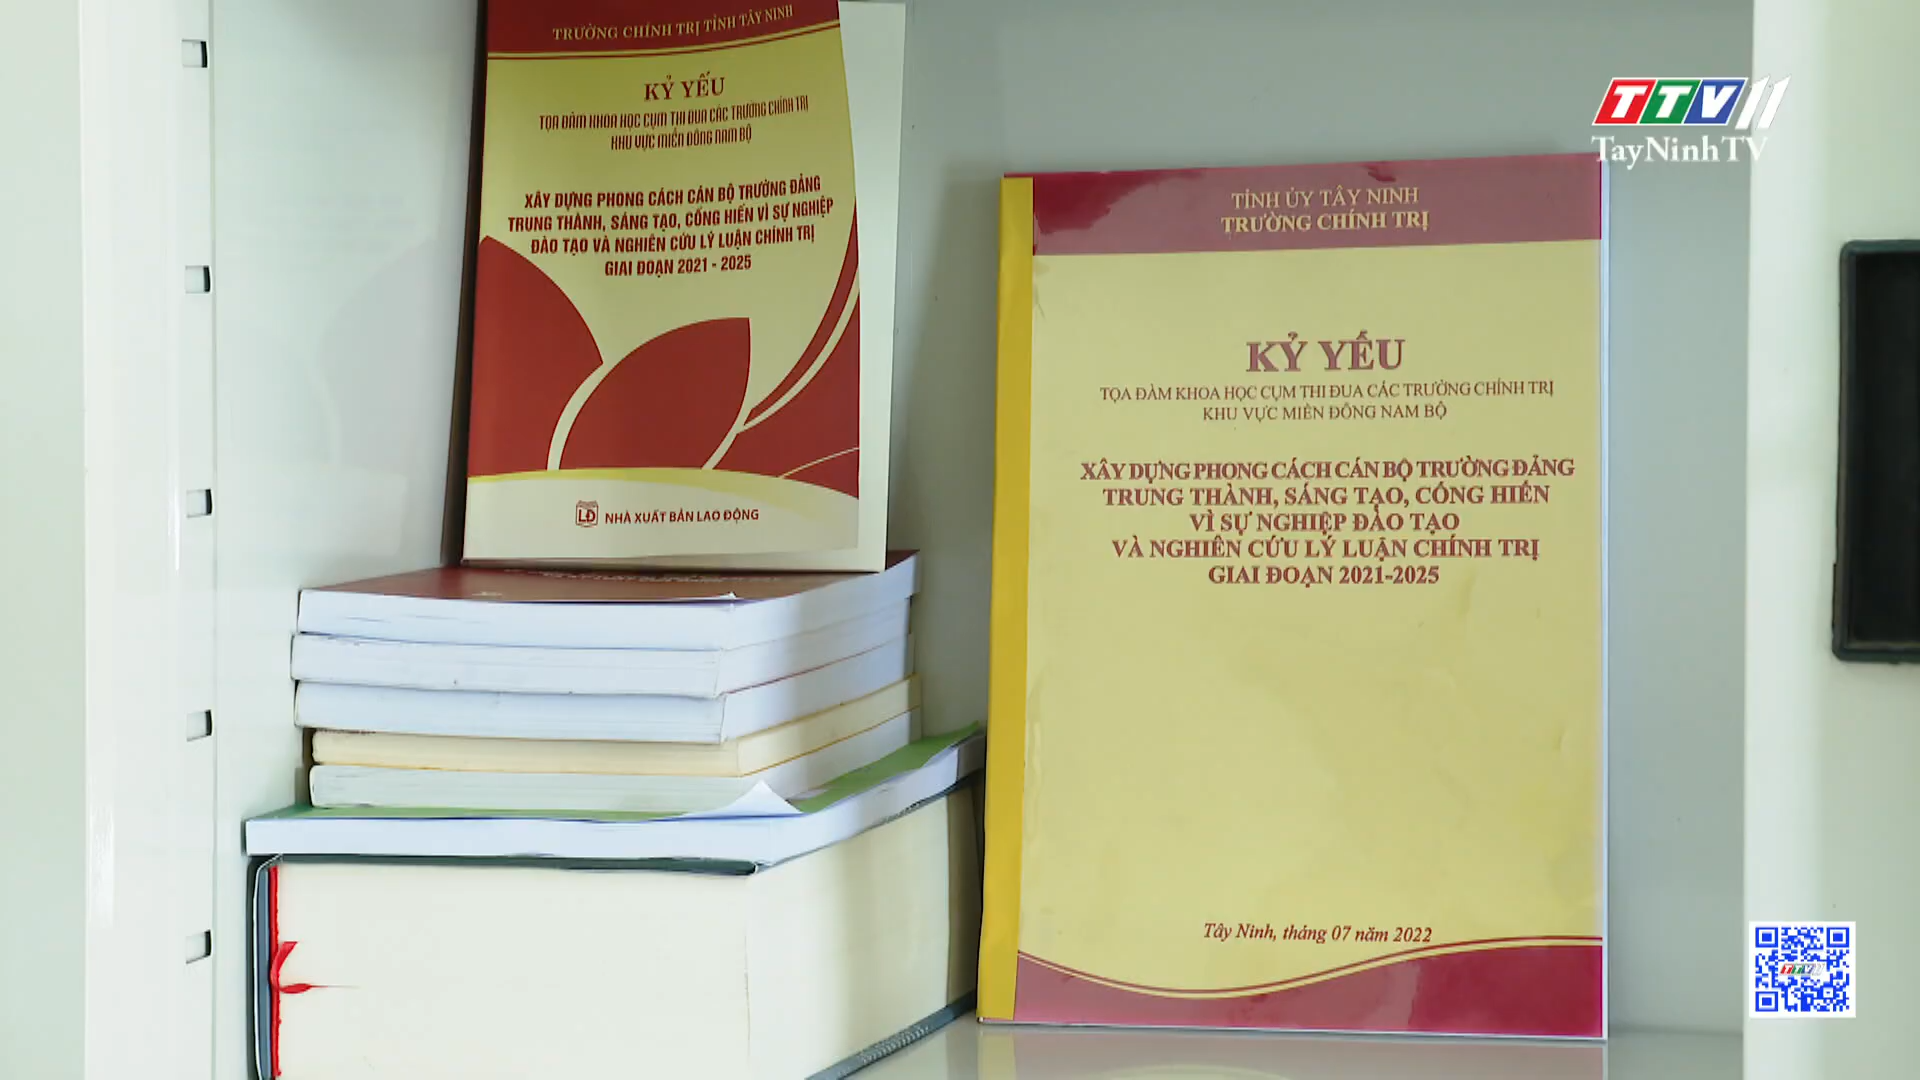 TRƯỜNG CHÍNH TRỊ TỈNH TÂY NINH
KỶ YẾU
TỌA ĐÀM KHOA HỌC CỤM THI ĐUA CÁC TRƯỜNG CHÍNH TRỊ
KHU VỰC MIỀN ĐÔNG NAM BỘ
XÂY DỰNG PHONG CÁCH CÁN BỘ TRƯỜNG ĐẢNG
TRUNG THÀNH, SÁNG TẠO, CỐNG HIẾN VÌ SỰ NGHIỆP
ĐÀO TẠO VÀ NGHIÊN CỨU LÝ LUẬN CHÍNH TRỊ
GIAI ĐOẠN 2021 - 2025
LĐ NHÀ XUẤT BẢN LAO ĐỘNG
TTV11
TayNinhTV
TỈNH ỦY TÂY NINH
TRƯỜNG CHÍNH TRỊ
KỶ YẾU
TỌA ĐÀM KHOA HỌC CỤM THI ĐUA CÁC TRƯỜNG CHÍNH TRỊ
KHU VỰC MIỀN ĐÔNG NAM BỘ
XÂY DỰNG PHONG CÁCH CÁN BỘ TRƯỜNG ĐẢNG
TRUNG THÀNH, SÁNG TẠO, CỐNG HIẾN
VÌ SỰ NGHIỆP ĐÀO TẠO
VÀ NGHIÊN CỨU LÝ LUẬN CHÍNH TRỊ
GIAI ĐOẠN 2021-2025
Tây Ninh, tháng 07 năm 2022
TTV11